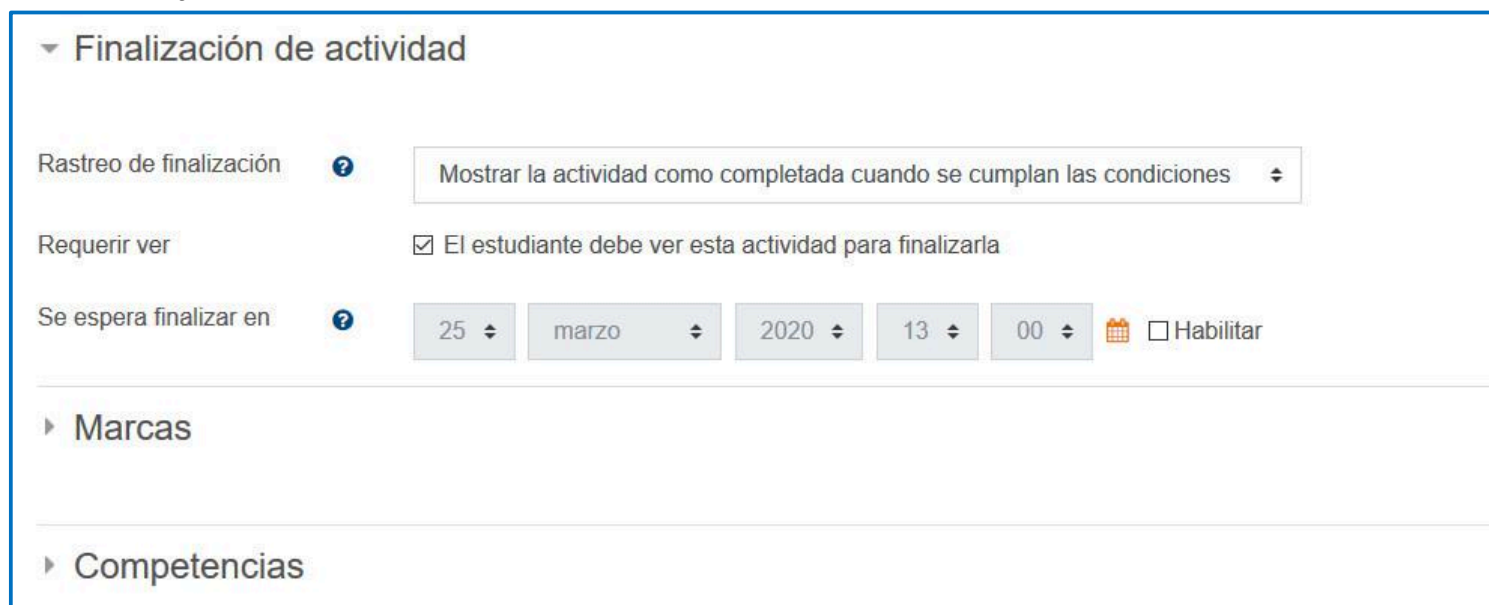 Finalización de actividad
Rastreo de finalización Mostrar la actividad como completada cuando se cumplan las condiciones
Requerir ver El estudiante debe ver esta actividad para finalizarla
Se espera finalizar en 25 marzo 2020 13 00 Habilitar
Marcas
Competencias